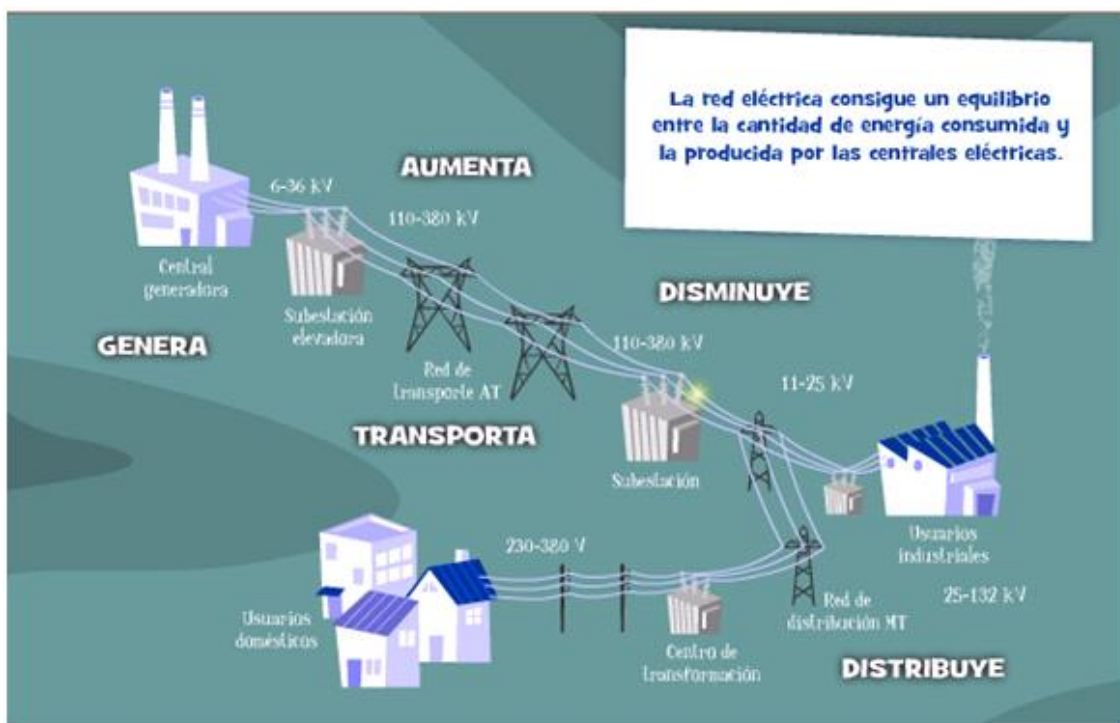 La red eléctrica consigue un equilibrio
entre la cantidad de energía consumida y
la producida por las centrales eléctricas.
AUMENTA
6-36 kV
110-380 kV
Central
generadora
Subestación
elevadora
GENERA
DISMINUYE
110-380 kV
Red de
transporte AT
11-25 kV
TRANSPORTA
Subestación
Usuarios
industriales
230-380 V
25-132 kV
Red de
distribución MT
Usuarios
domésticos
Centro de
transformación
DISTRIBUYE